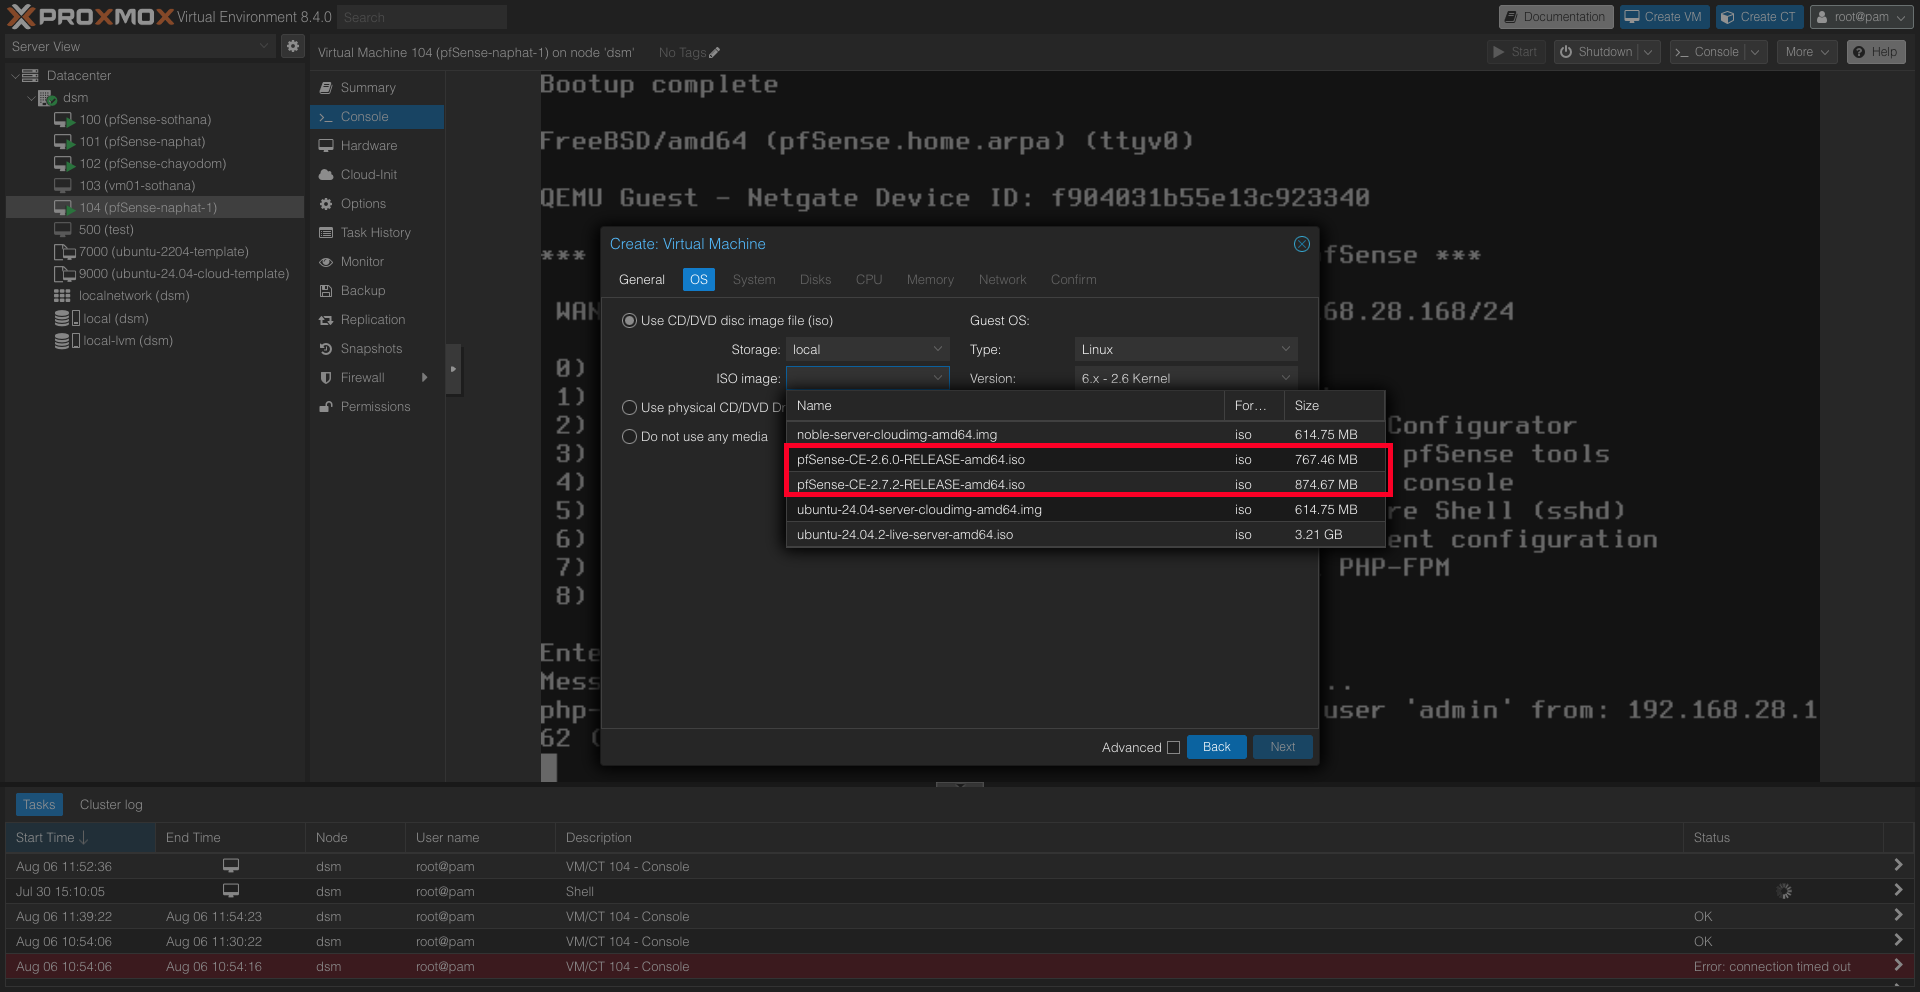 PROXMOX Virtual Environment 8.4.0 Search Documentation Create VM Create CT root@pam
Server View
Virtual Machine 104 (pfSense-naphat-1) on node 'dsm' No Tags Start Shutdown Console More Help
Datacenter
dsm
100 (pfSense-sothana)
101 (pfSense-naphat)
102 (pfSense-chayodom)
103 (vm01-sothana)
104 (pfSense-naphat-1)
500 (test)
7000 (ubuntu-2204-template)
9000 (ubuntu-24.04-cloud-template)
localnetwork (dsm)
local (dsm)
local-lvm (dsm)
Summary
Console
Hardware
Cloud-Init
Options
Task History
Monitor
Backup
Replication
Snapshots
Firewall
Permissions
Bootup complete
FreeBSD/amd64 (pfSense.home.arpa) (ttyv0)
QEMU Guest - Netgate Device ID: f904031b55e13c923340
*** fSense ***
WAN 68.28.168/24
0)
1)
2) Configurator
3) pfSense tools
4) console
5) re Shell (sshd)
6) ent configuration
7) PHP-FPM
8)
Ente
Mess ..
php- user 'admin' from: 192.168.28.1
62 (
Create: Virtual Machine
General OS System Disks CPU Memory Network Confirm
Use CD/DVD disc image file (iso) Guest OS:
Storage: local Type: Linux
ISO image: Version: 6.x - 2.6 Kernel
Use physical CD/DVD Dr
Do not use any media
Name For... Size
noble-server-cloudimg-amd64.img iso 614.75 MB
pfSense-CE-2.6.0-RELEASE-amd64.iso iso 767.46 MB
pfSense-CE-2.7.2-RELEASE-amd64.iso iso 874.67 MB
ubuntu-24.04-server-cloudimg-amd64.img iso 614.75 MB
ubuntu-24.04.2-live-server-amd64.iso iso 3.21 GB
Advanced Back Next
Tasks Cluster log
Start Time End Time Node User name Description Status
Aug 06 11:52:36 dsm root@pam VM/CT 104 - Console
Jul 30 15:10:05 dsm root@pam Shell
Aug 06 11:39:22 Aug 06 11:54:23 dsm root@pam VM/CT 104 - Console OK
Aug 06 10:54:06 Aug 06 11:30:22 dsm root@pam VM/CT 104 - Console OK
Aug 06 10:54:06 Aug 06 10:54:16 dsm root@pam VM/CT 104 - Console Error: connection timed out